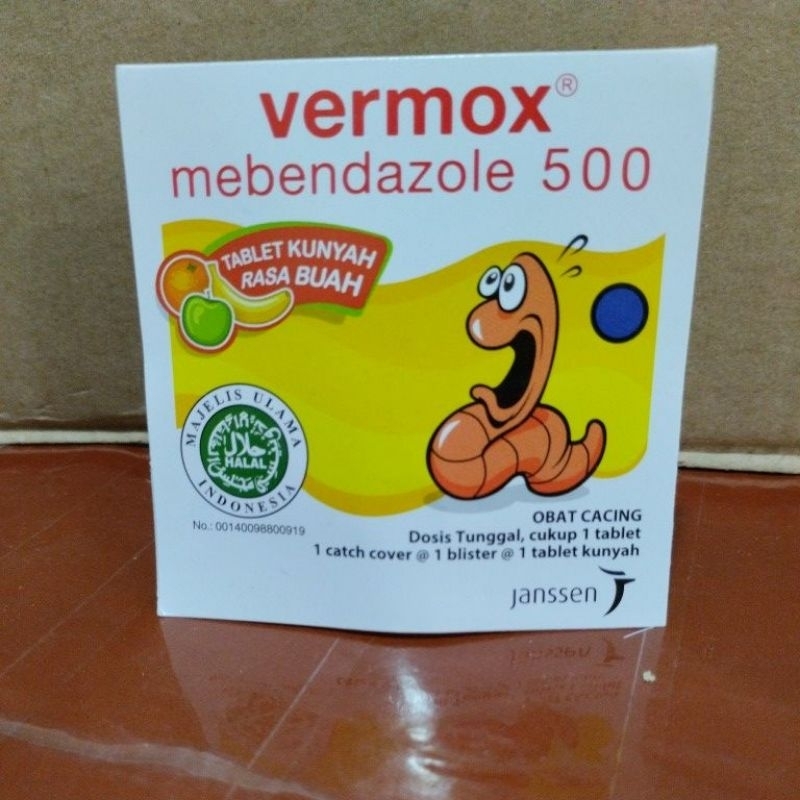 vermox®
mebendazole 500
TABLET KUNYAH
RASA BUAH
MAJELIS ULAMA
حلال
HALAL
INDONESIA
No.: 00140098800919
OBAT CACING
Dosis Tunggal, cukup 1 tablet
1 catch cover @ 1 blister @ 1 tablet kunyah
Janssen